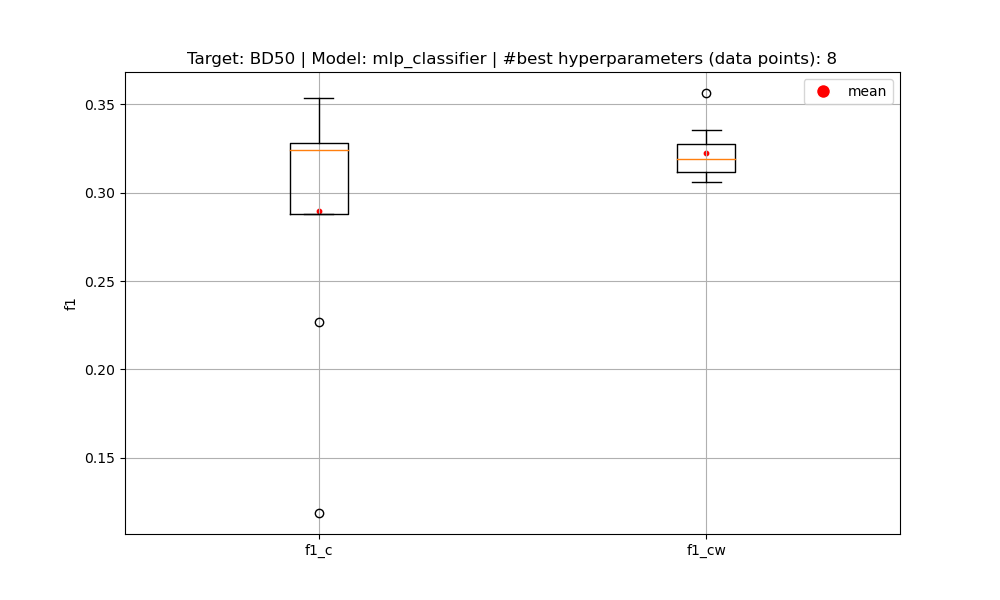 Target: BD50 | Model: mlp_classifier | #best hyperparameters (data points): 8
mean
0.35
0.30
0.25
0.20
0.15
f1
f1_c
f1_cw